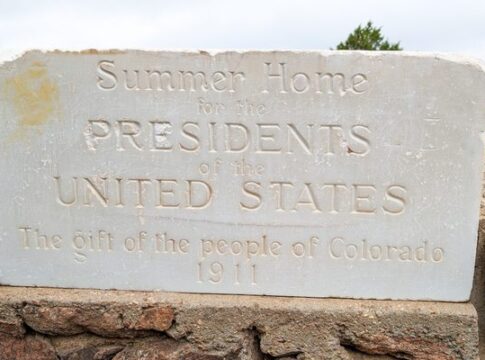 Summer Home
for the
PRESIDENTS
of the
UNITED STATES
The gift of the people of Colorado
1911